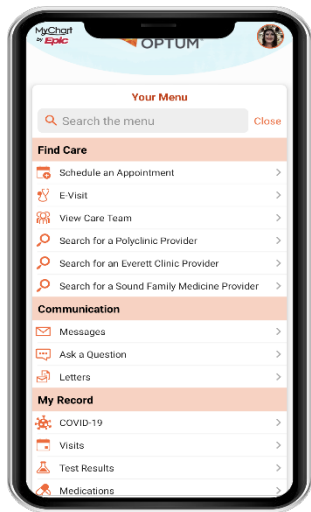 MyChart
by Epic
OPTUM
Your Menu
Search the menu
Close
Find Care
Schedule an Appointment
E-Visit
View Care Team
Search for a Polyclinic Provider
Search for an Everett Clinic Provider
Search for a Sound Family Medicine Provider
Communication
Messages
Ask a Question
Letters
My Record
COVID-19
Visits
Test Results
Medications